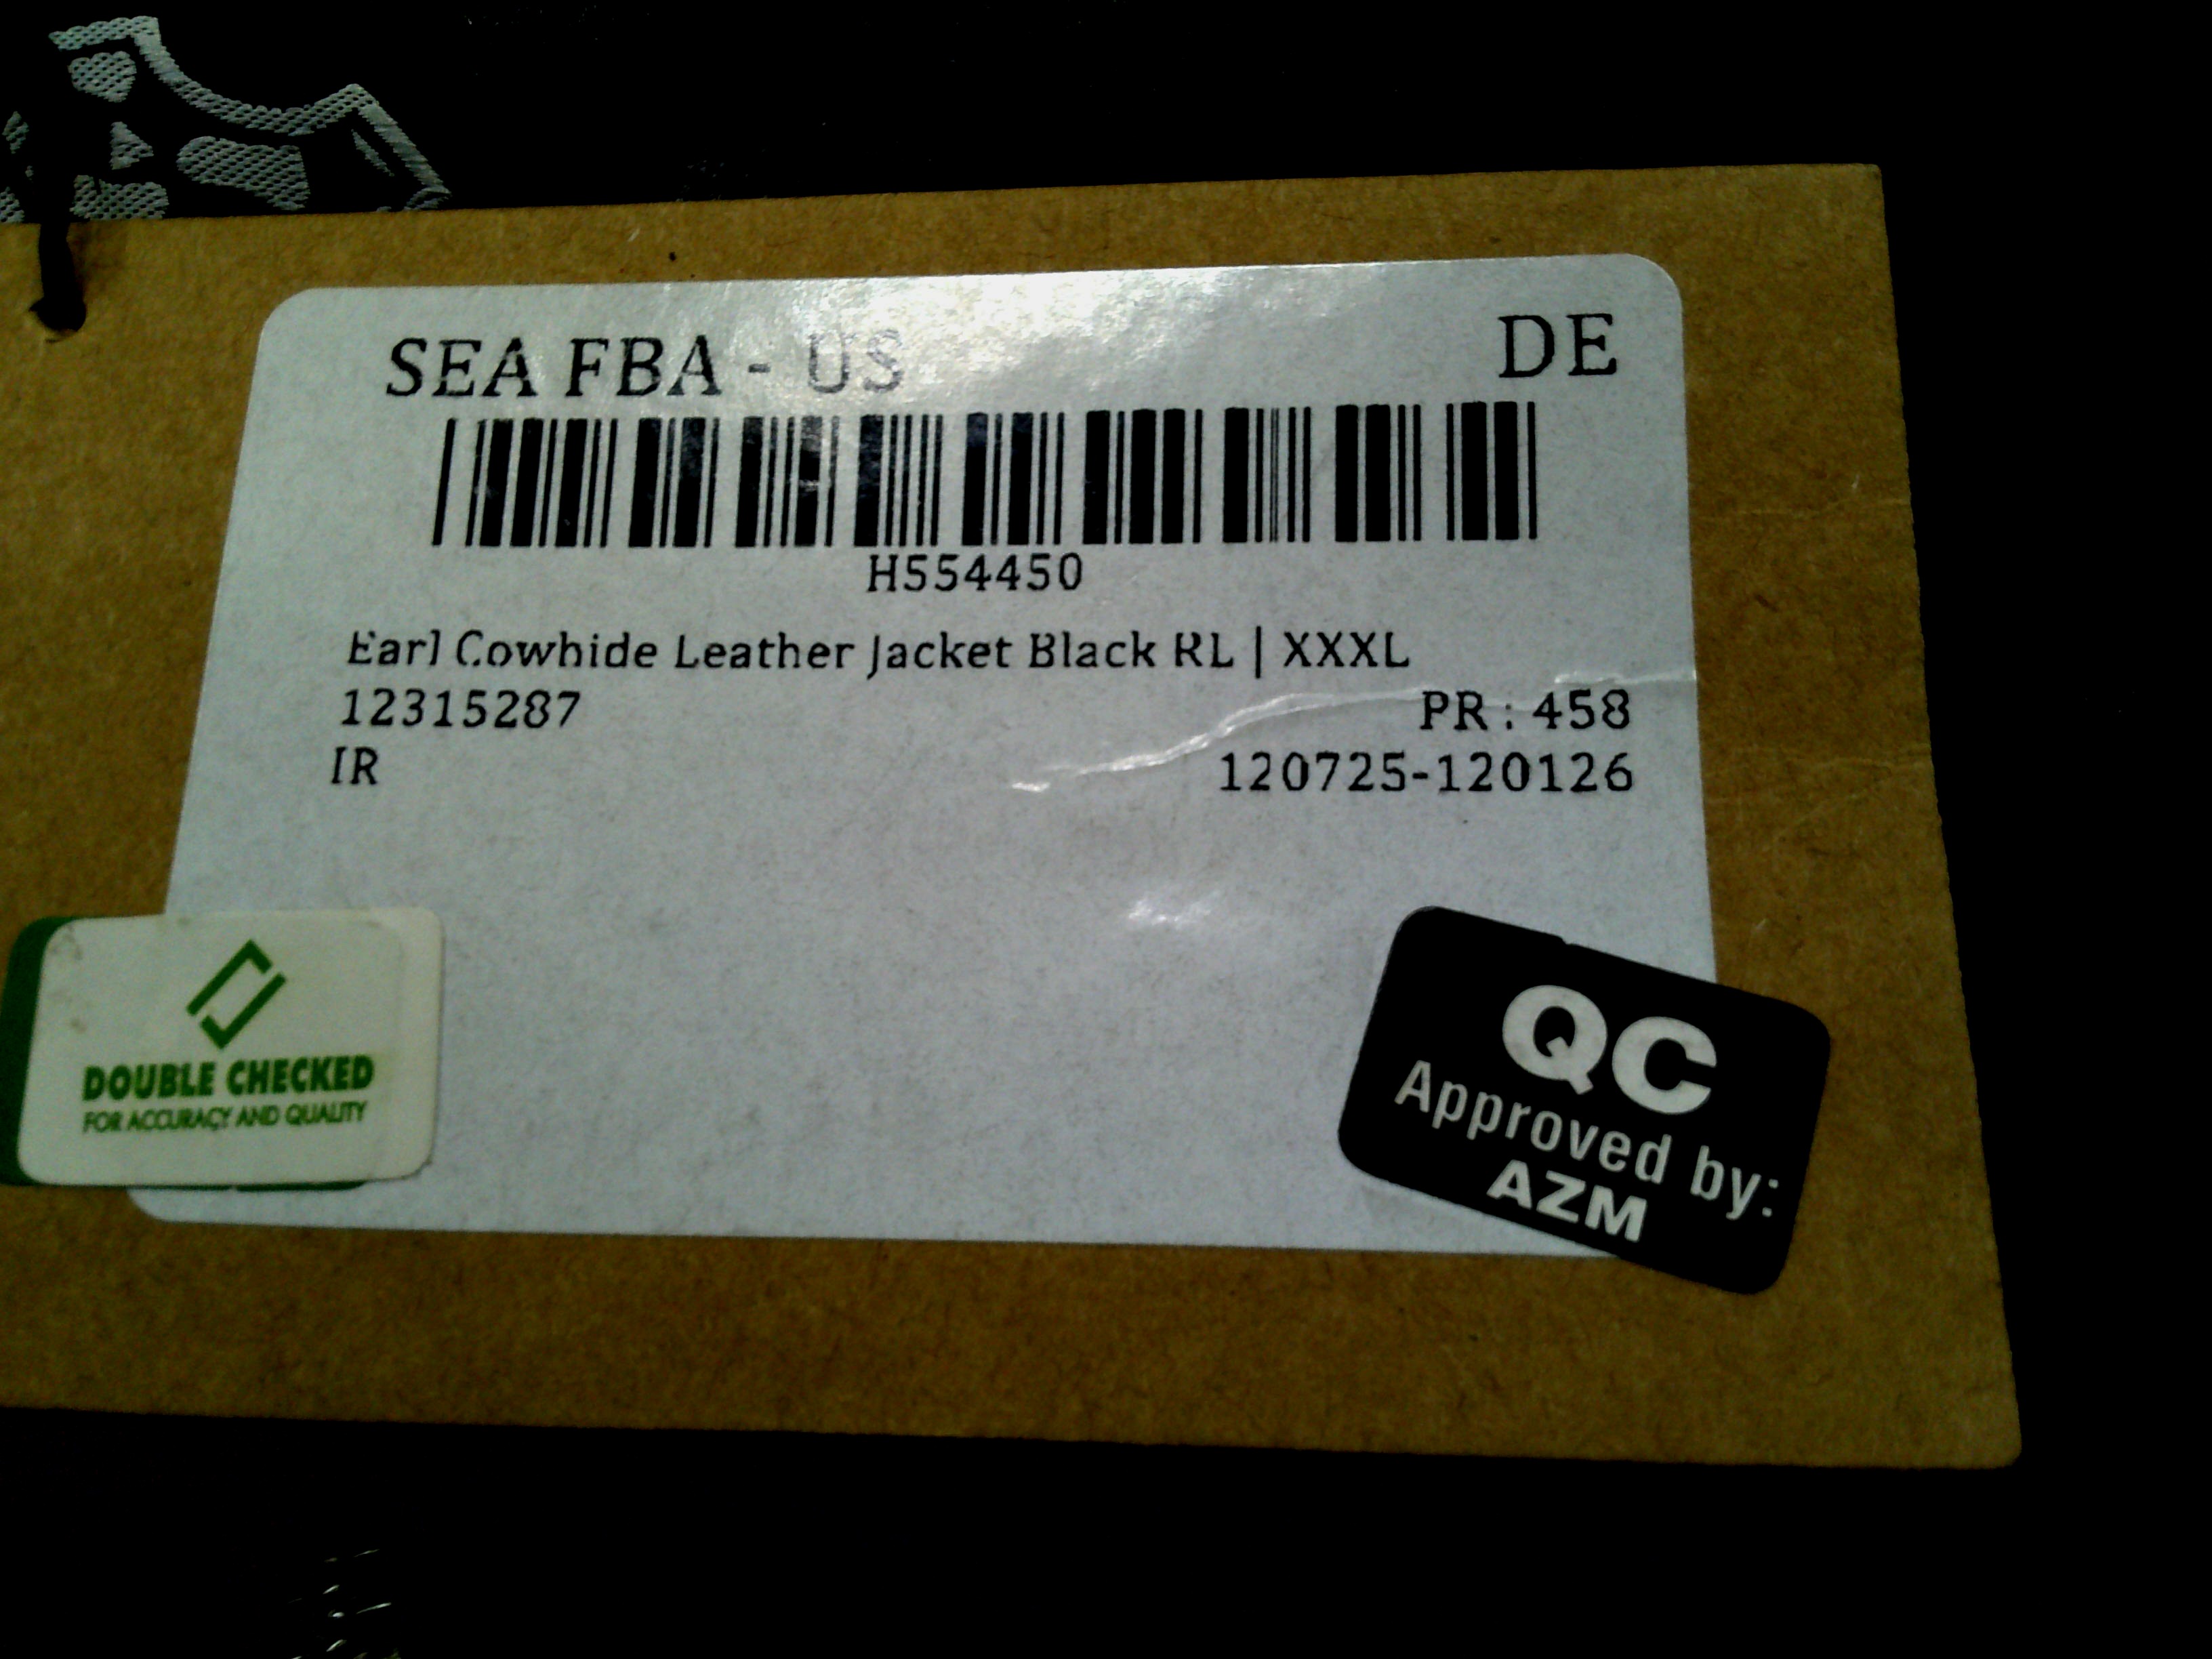 SEA FBA - US DE
H554450
Earl Cowhide Leather Jacket Black RL | XXXL
12315287 PR : 458
IR 120725-120126
DOUBLE CHECKED
FOR ACCURACY AND QUALITY
QC
Approved by:
AZM